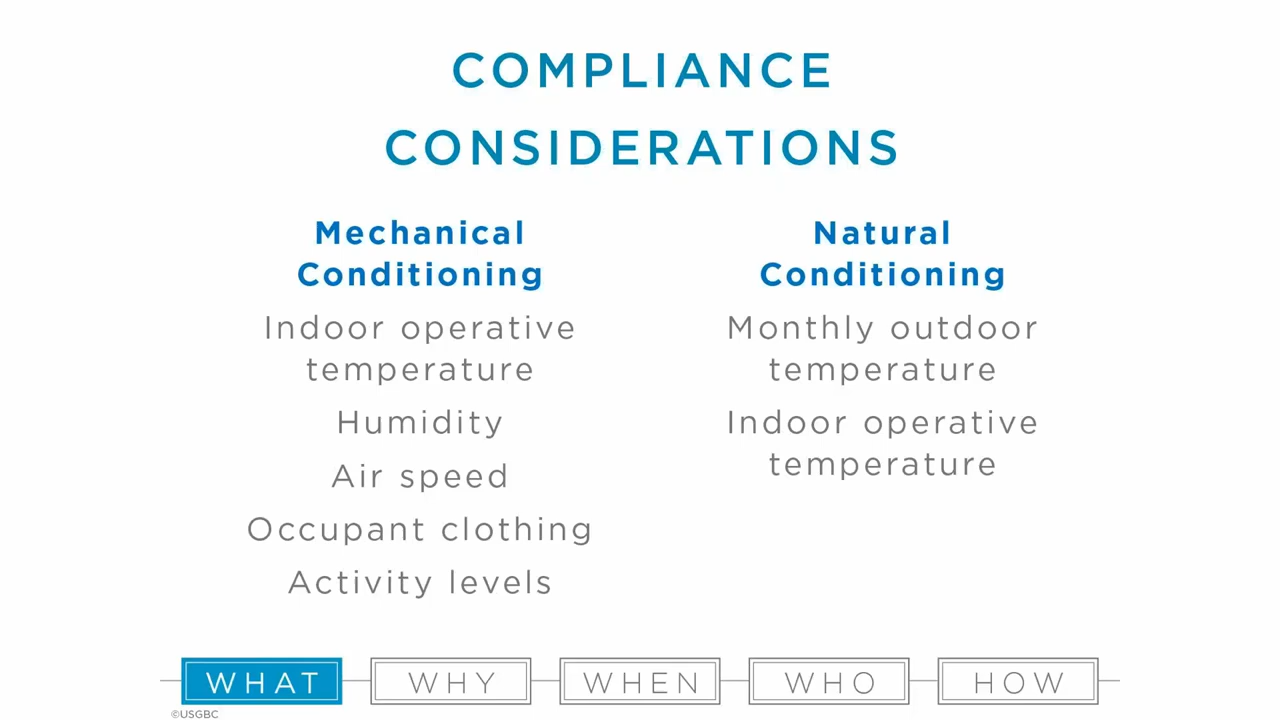 COMPLIANCE
CONSIDERATIONS
Mechanical
Conditioning
Indoor operative
temperature
Humidity
Air speed
Occupant clothing
Activity levels
Natural
Conditioning
Monthly outdoor
temperature
Indoor operative
temperature
WHAT
WHY
WHEN
WHO
HOW
©USGBC